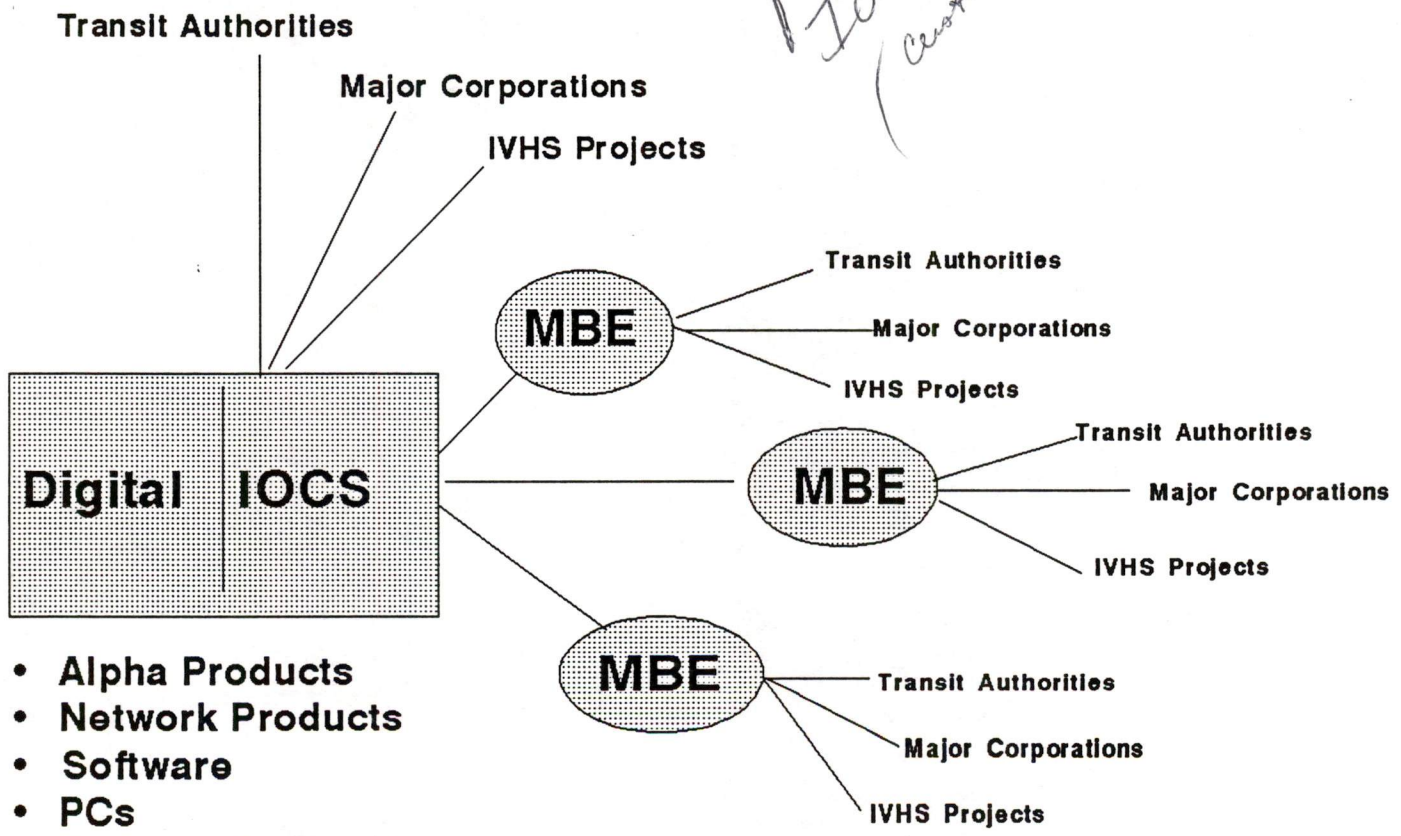 Transit Authorities
Major Corporations
IVHS Projects
MBE
Transit Authorities
Major Corporations
IVHS Projects
Digital IOCS
MBE
Transit Authorities
Major Corporations
IVHS Projects
MBE
Transit Authorities
Major Corporations
IVHS Projects
• Alpha Products
• Network Products
• Software
• PCs